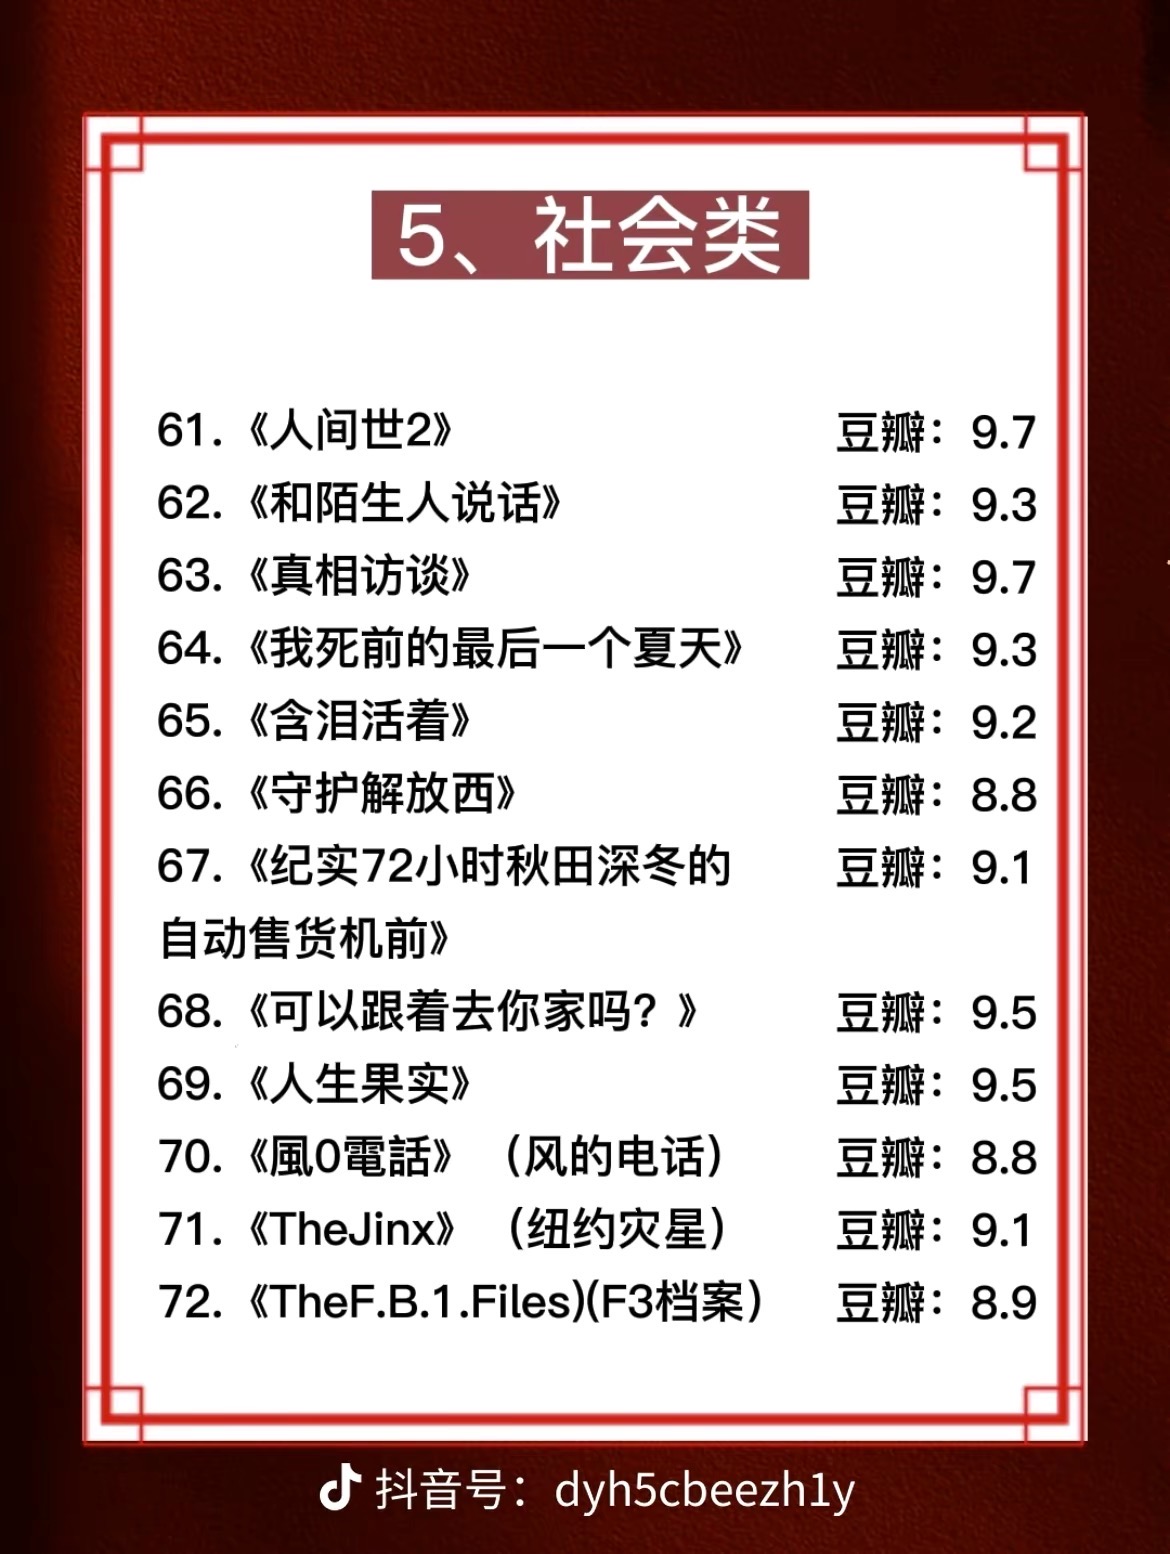 5、社会类
61.《人间世2》 豆瓣：9.7
62.《和陌生人说话》 豆瓣：9.3
63.《真相访谈》 豆瓣：9.7
64.《我死前的最后一个夏天》 豆瓣：9.3
65.《含泪活着》 豆瓣：9.2
66.《守护解放西》 豆瓣：8.8
67.《纪实72小时秋田深冬的 豆瓣：9.1
自动售货机前》
68.《可以跟着去你家吗？》 豆瓣：9.5
69.《人生果实》 豆瓣：9.5
70.《風0電話》（风的电话） 豆瓣：8.8
71.《TheJinx》（纽约灾星） 豆瓣：9.1
72.《TheF.B.1.Files)(F3档案） 豆瓣：8.9
抖音号：dyh5cbeezh1y